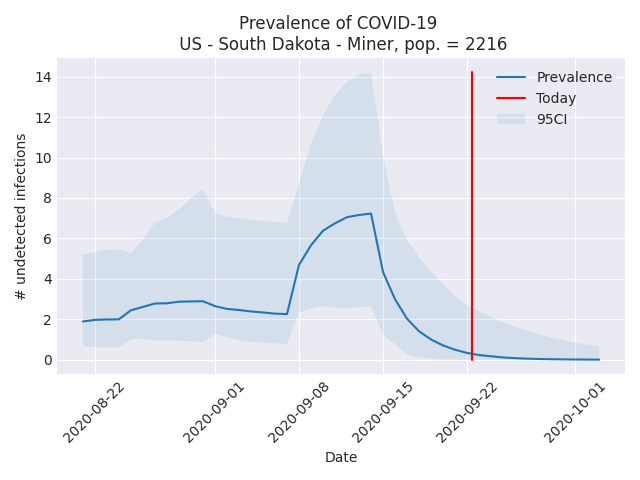 Prevalence of COVID-19
US - South Dakota - Miner, pop. = 2216
Prevalence
Today
95CI
14
12
10
8
6
4
2
0
# undetected infections
2020-08-22
2020-09-01
2020-09-08
2020-09-15
2020-09-22
2020-10-01
Date